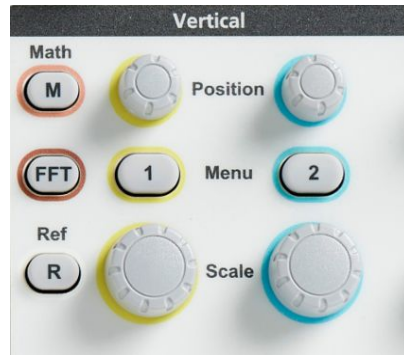 Vertical
Math
M
Position
FFT
1
Menu
2
Ref
R
Scale